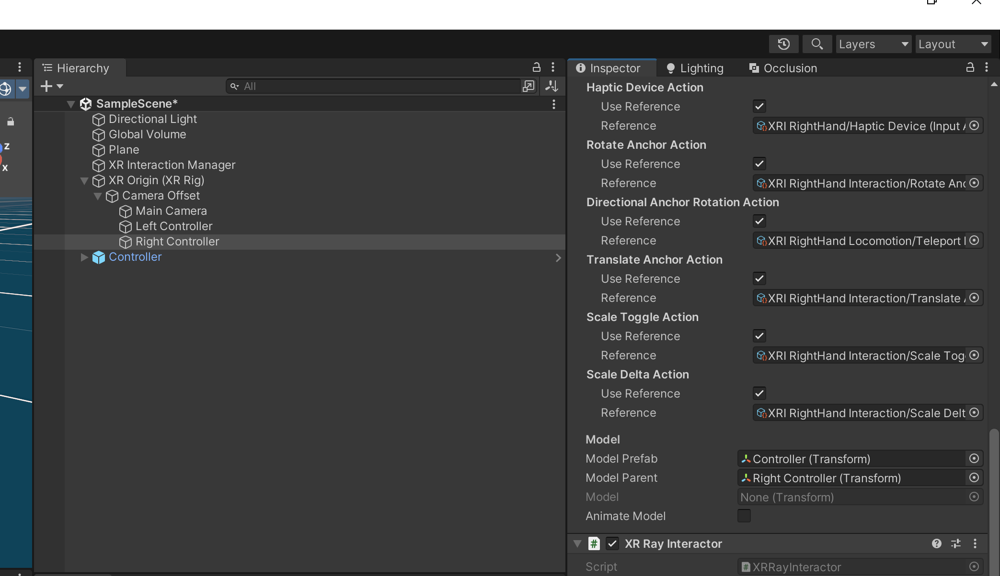 Layers
Layout
Hierarchy
Inspector
Lighting
Occlusion
All
Z
X
SampleScene*
Directional Light
Global Volume
Plane
XR Interaction Manager
XR Origin (XR Rig)
Camera Offset
Main Camera
Left Controller
Right Controller
Controller
Haptic Device Action
Use Reference
Reference XRI RightHand/Haptic Device (Input
Rotate Anchor Action
Use Reference
Reference XRI RightHand Interaction/Rotate Anc
Directional Anchor Rotation Action
Use Reference
Reference XRI RightHand Locomotion/Teleport
Translate Anchor Action
Use Reference
Reference XRI RightHand Interaction/Translate
Scale Toggle Action
Use Reference
Reference XRI RightHand Interaction/Scale Tog
Scale Delta Action
Use Reference
Reference XRI RightHand Interaction/Scale Delt
Model
Model Prefab Controller (Transform)
Model Parent Right Controller (Transform)
Model None (Transform)
Animate Model
# XR Ray Interactor
Script # XRRayInteractor